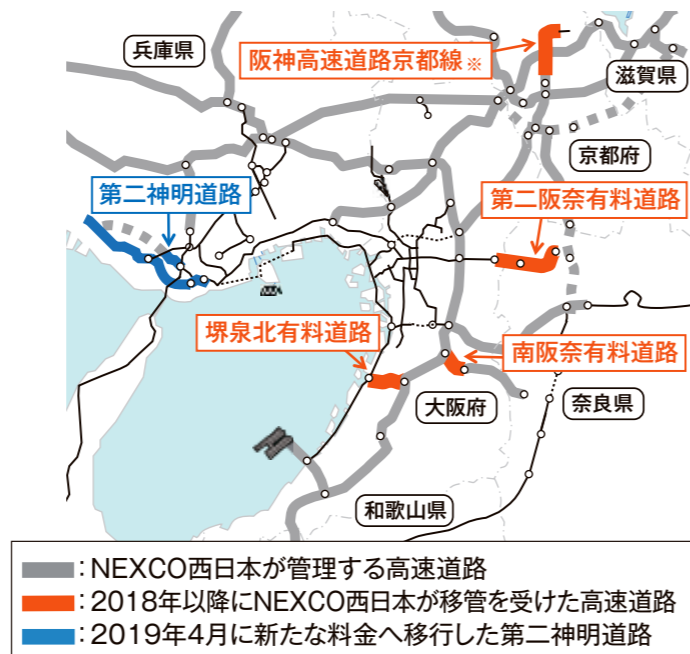 兵庫県
阪神高速道路京都線※
滋賀県
京都府
第二神明道路
第二阪奈有料道路
堺泉北有料道路
南阪奈有料道路
大阪府
奈良県
和歌山県
：NEXCO西日本が管理する高速道路
：2018年以降にNEXCO西日本が移管を受けた高速道路
：2019年4月に新たな料金へ移行した第二神明道路